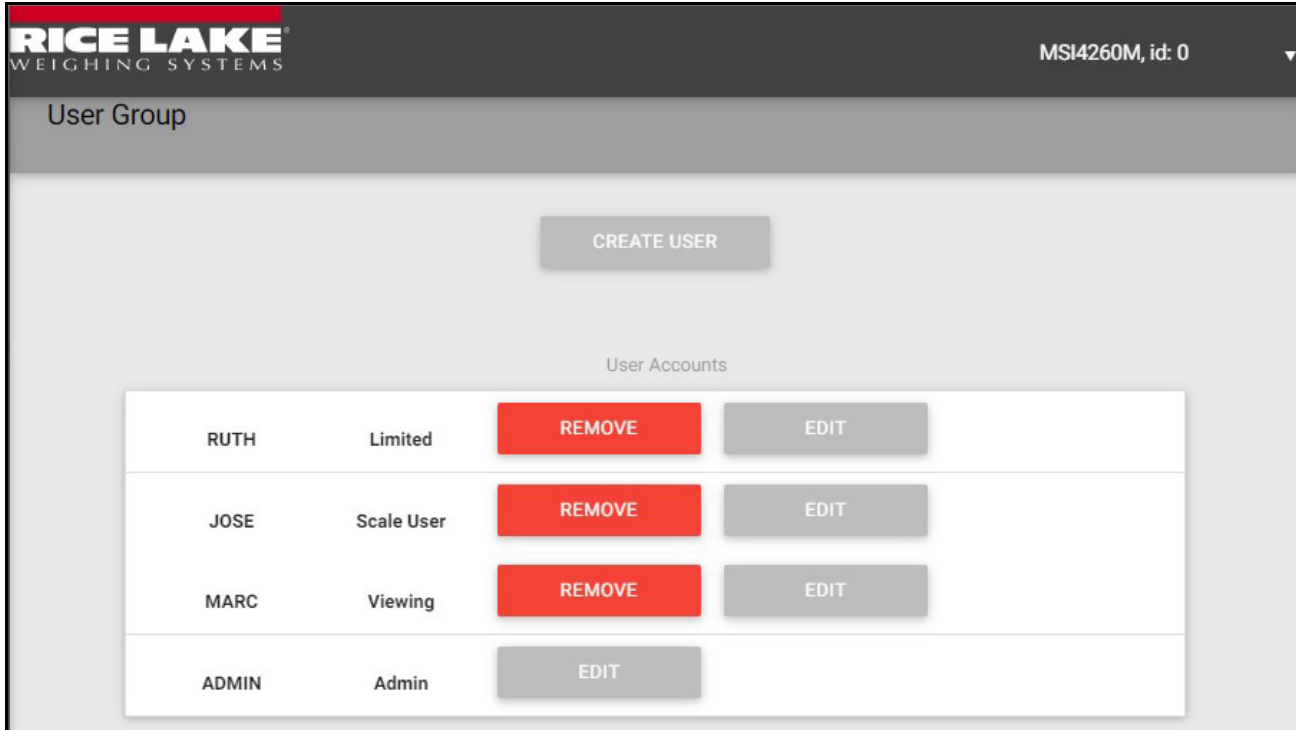 RICE LAKE®
WEIGHING SYSTEMS
MSI4260M, id: 0
User Group
CREATE USER
User Accounts
RUTH Limited REMOVE EDIT
JOSE Scale User REMOVE EDIT
MARC Viewing REMOVE EDIT
ADMIN Admin EDIT